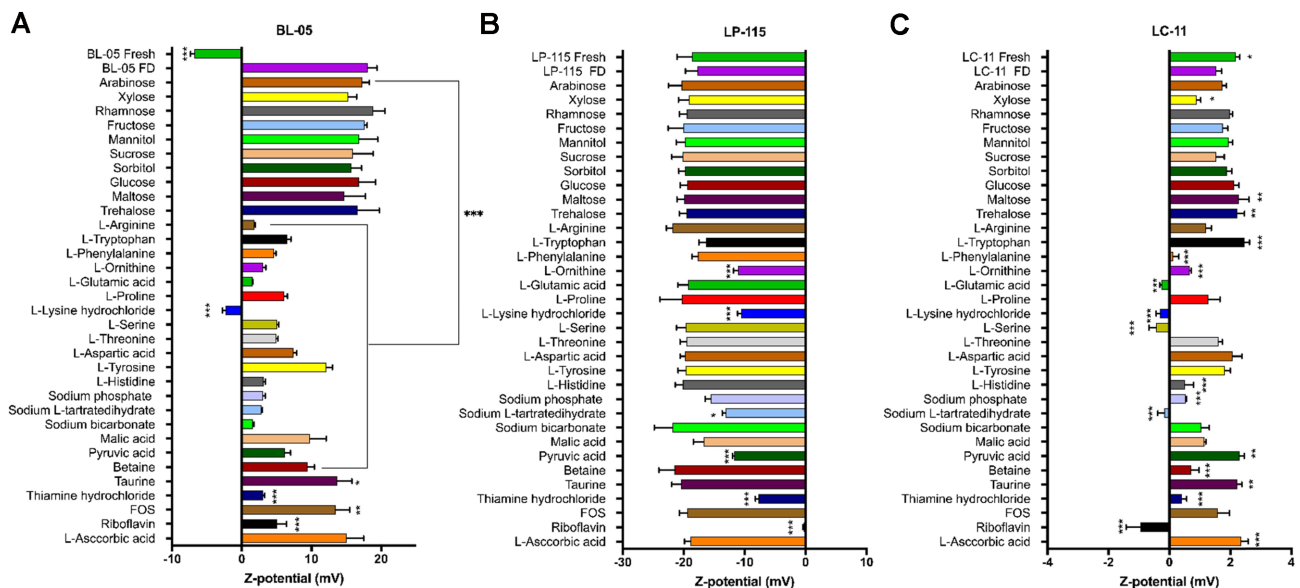 A
BL-05
BL-05 Fresh
BL-05 FD
Arabinose
Xylose
Rhamnose
Fructose
Mannitol
Sucrose
Sorbitol
Glucose
Maltose
Trehalose
L-Arginine
L-Tryptophan
L-Phenylalanine
L-Ornithine
L-Glutamic acid
L-Proline
L-Lysine hydrochloride
L-Serine
L-Threonine
L-Aspartic acid
L-Tyrosine
L-Histidine
Sodium phosphate
Sodium L-tartratedihydrate
Sodium bicarbonate
Malic acid
Pyruvic acid
Betaine
Taurine
Thiamine hydrochloride
FOS
Riboflavin
L-Asccorbic acid
***
***
***
*
***
**
***
-10 0 10 20
Z-potential (mV)
B
LP-115
LP-115 Fresh
LP-115 FD
Arabinose
Xylose
Rhamnose
Fructose
Mannitol
Sucrose
Sorbitol
Glucose
Maltose
Trehalose
L-Arginine
L-Tryptophan
L-Phenylalanine
L-Ornithine
L-Glutamic acid
L-Proline
L-Lysine hydrochloride
L-Serine
L-Threonine
L-Aspartic acid
L-Tyrosine
L-Histidine
Sodium phosphate
Sodium L-tartratedihydrate
Sodium bicarbonate
Malic acid
Pyruvic acid
Betaine
Taurine
Thiamine hydrochloride
FOS
Riboflavin
L-Asccorbic acid
***
***
*
***
***
***
-30 -20 -10 0 10
Z-potential (mV)
C
LC-11
LC-11 Fresh
LC-11 FD
Arabinose
Xylose
Rhamnose
Fructose
Mannitol
Sucrose
Sorbitol
Glucose
Maltose
Trehalose
L-Arginine
L-Tryptophan
L-Phenylalanine
L-Ornithine
L-Glutamic acid
L-Proline
L-Lysine hydrochloride
L-Serine
L-Threonine
L-Aspartic acid
L-Tyrosine
L-Histidine
Sodium phosphate
Sodium L-tartratedihydrate
Sodium bicarbonate
Malic acid
Pyruvic acid
Betaine
Taurine
Thiamine hydrochloride
FOS
Riboflavin
L-Asccorbic acid
*
*
**
**
***
***
***
***
***
***
***
***
***
**
***
**
***
***
***
-4 -2 0 2 4
Z-potential (mV)